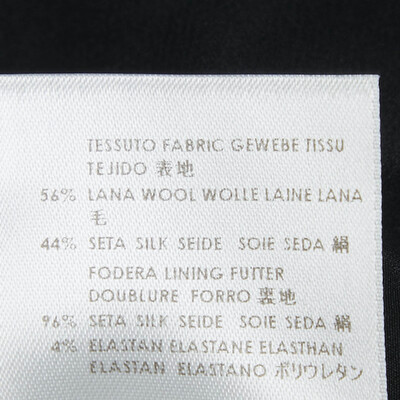 TESSUTO FABRIC GEWEBE TISSU
TEJIDO 表地
56% LANA WOOL WOLLE LAINE LANA
毛
44% SETA SILK SEIDE SOIE SEDA 絹
FODERA LINING FUTTER
DOUBLURE FORRO 裏地
96% SETA SILK SEIDE SOIE SEDA 絹
4% ELASTAN ELASTANE ELASTHAN
ELASTAN ELASTANO ポリウレタン